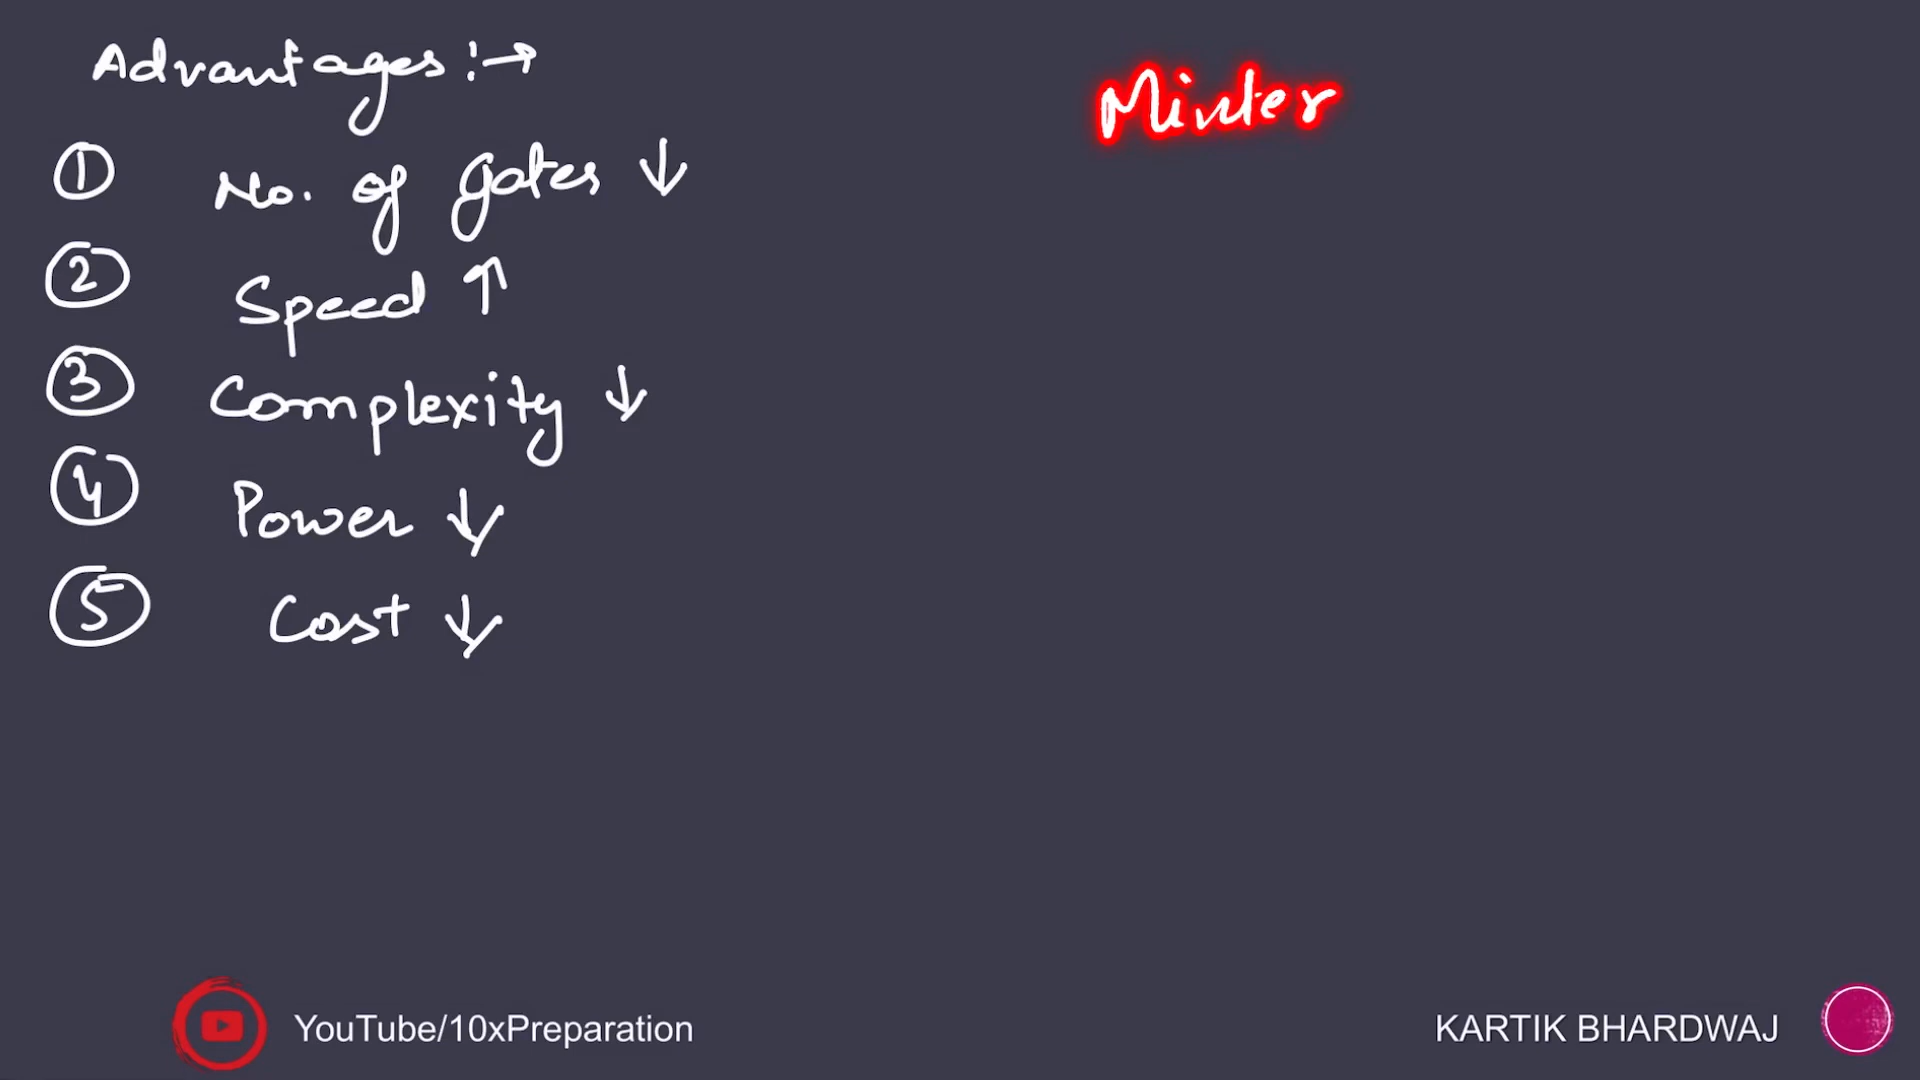 Advantages :→
① No. of gates ↓
② Speed ↑
③ Complexity ↓
④ Power ↓
⑤ Cost ↓
Minter
YouTube/10xPreparation
KARTIK BHARDWAJ